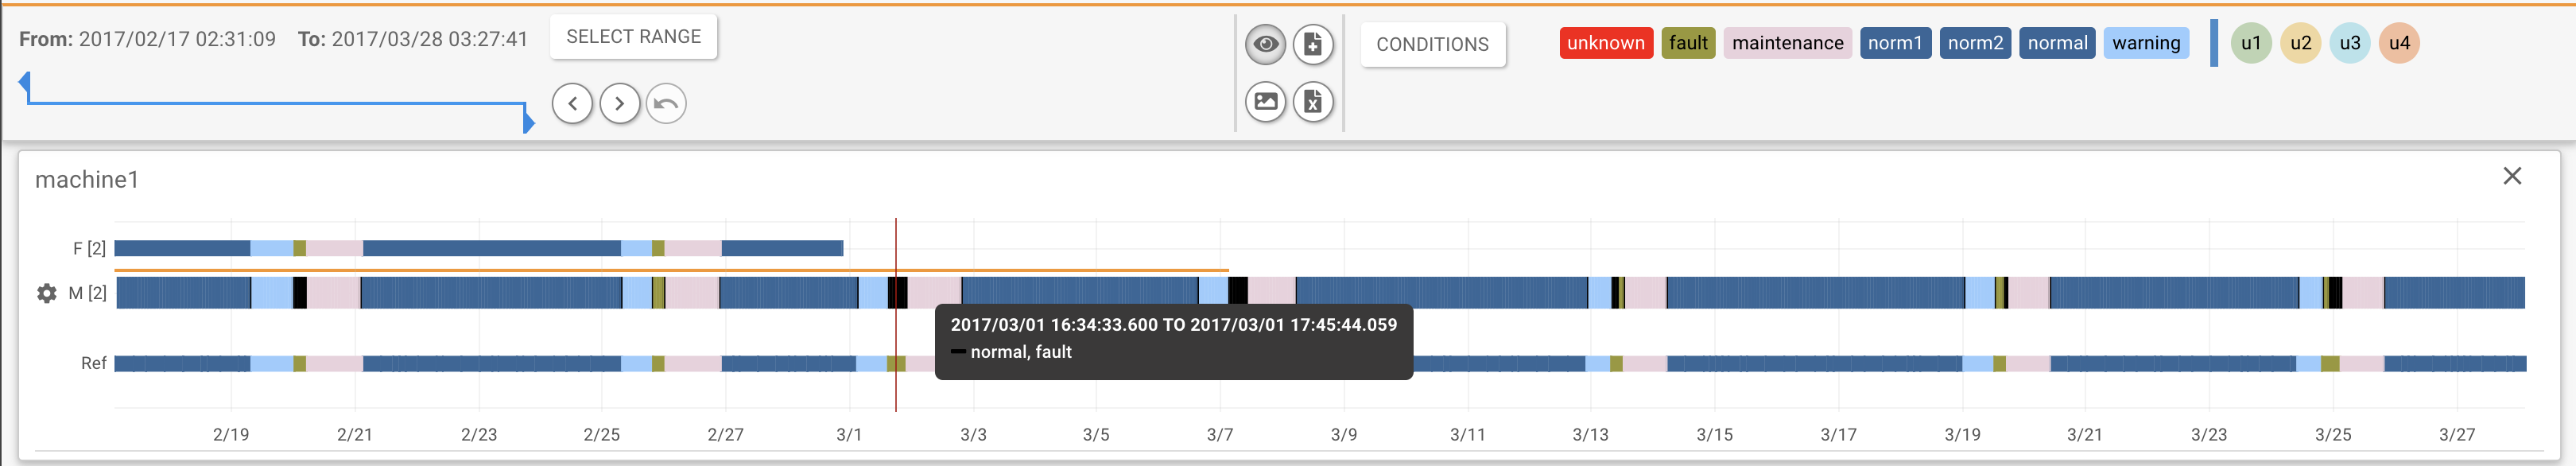 From: 2017/02/17 02:31:09 To: 2017/03/28 03:27:41 SELECT RANGE
CONDITIONS unknown fault maintenance norm1 norm2 normal warning u1 u2 u3 u4
machine1
F [2]
M [2]
2017/03/01 16:34:33.600 TO 2017/03/01 17:45:44.059
normal, fault
Ref
2/19 2/21 2/23 2/25 2/27 3/1 3/3 3/5 3/7 3/9 3/11 3/13 3/15 3/17 3/19 3/21 3/23 3/25 3/27